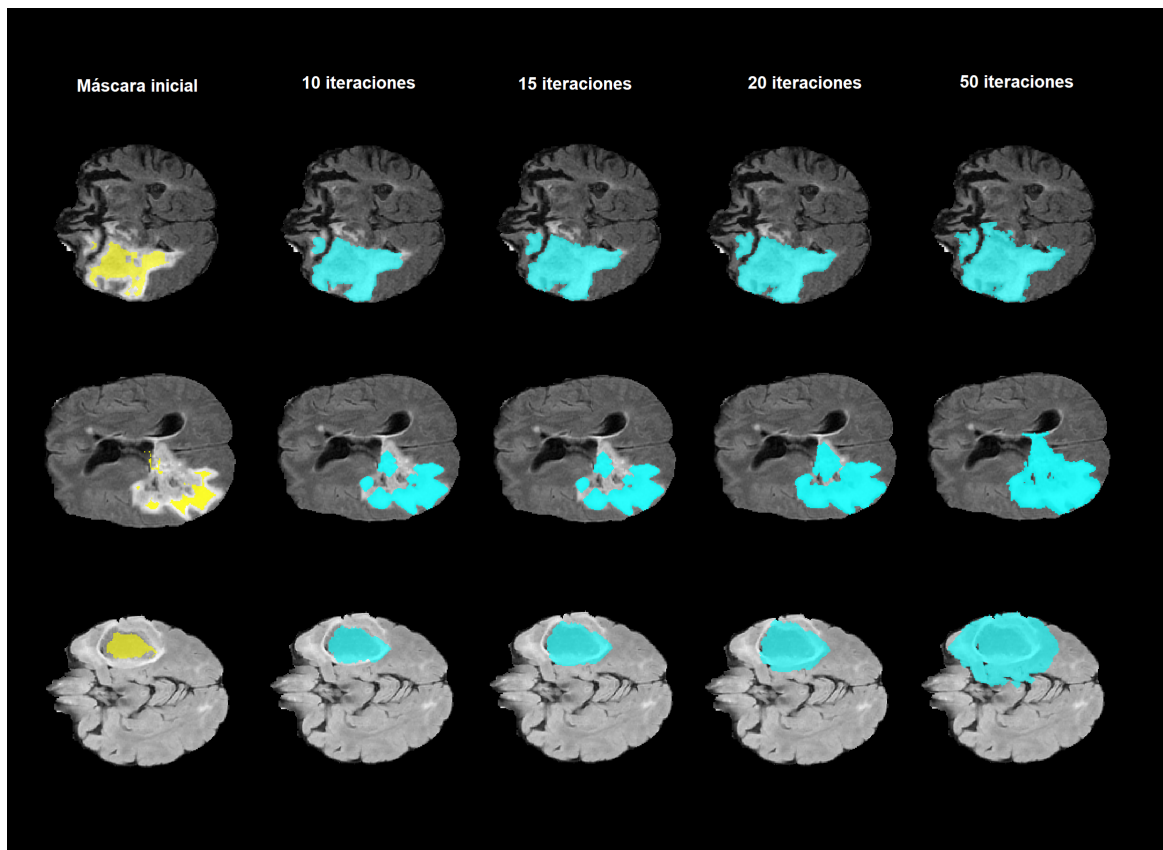 Máscara inicial
10 iteraciones
15 iteraciones
20 iteraciones
50 iteraciones